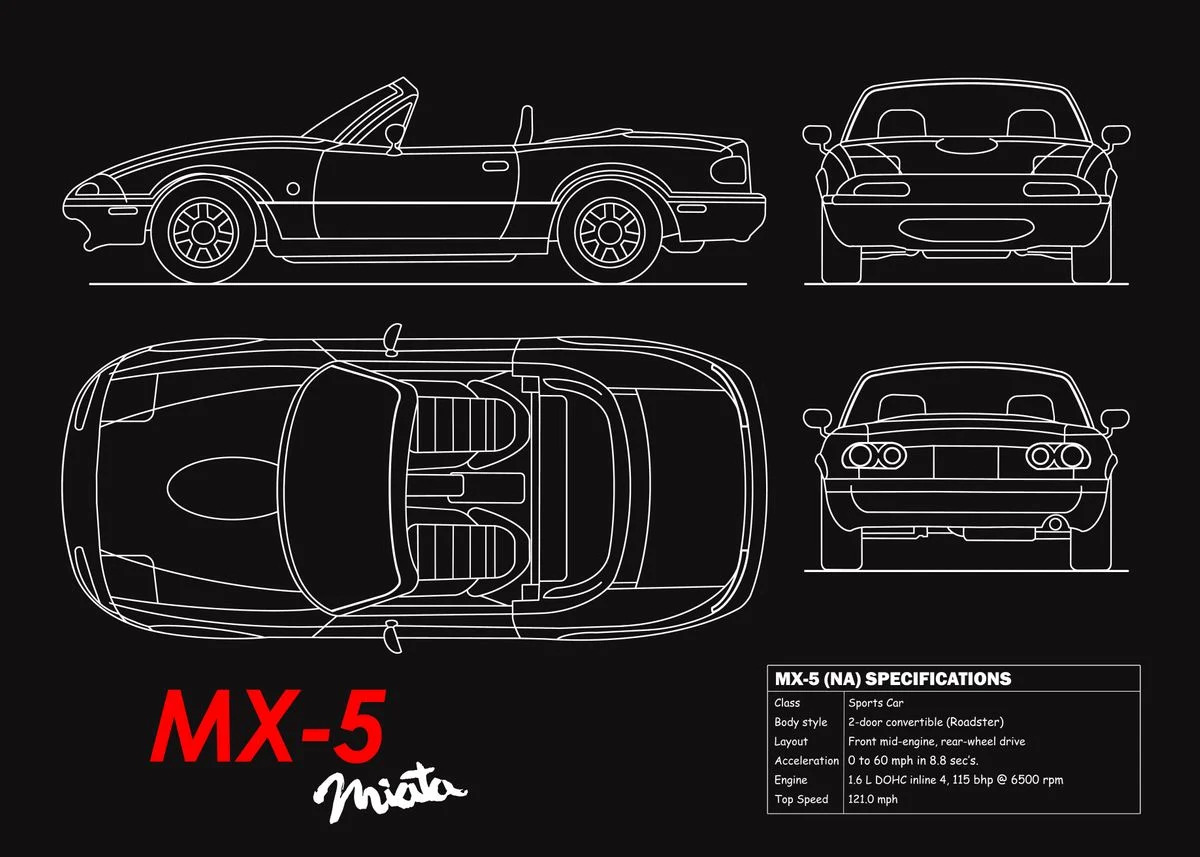 MX-5
Miata
MX-5 (NA) SPECIFICATIONS
Class Sports Car
Body style 2-door convertible (Roadster)
Layout Front mid-engine, rear-wheel drive
Acceleration 0 to 60 mph in 8.8 sec's.
Engine 1.6 L DOHC inline 4, 115 bhp @ 6500 rpm
Top Speed 121.0 mph